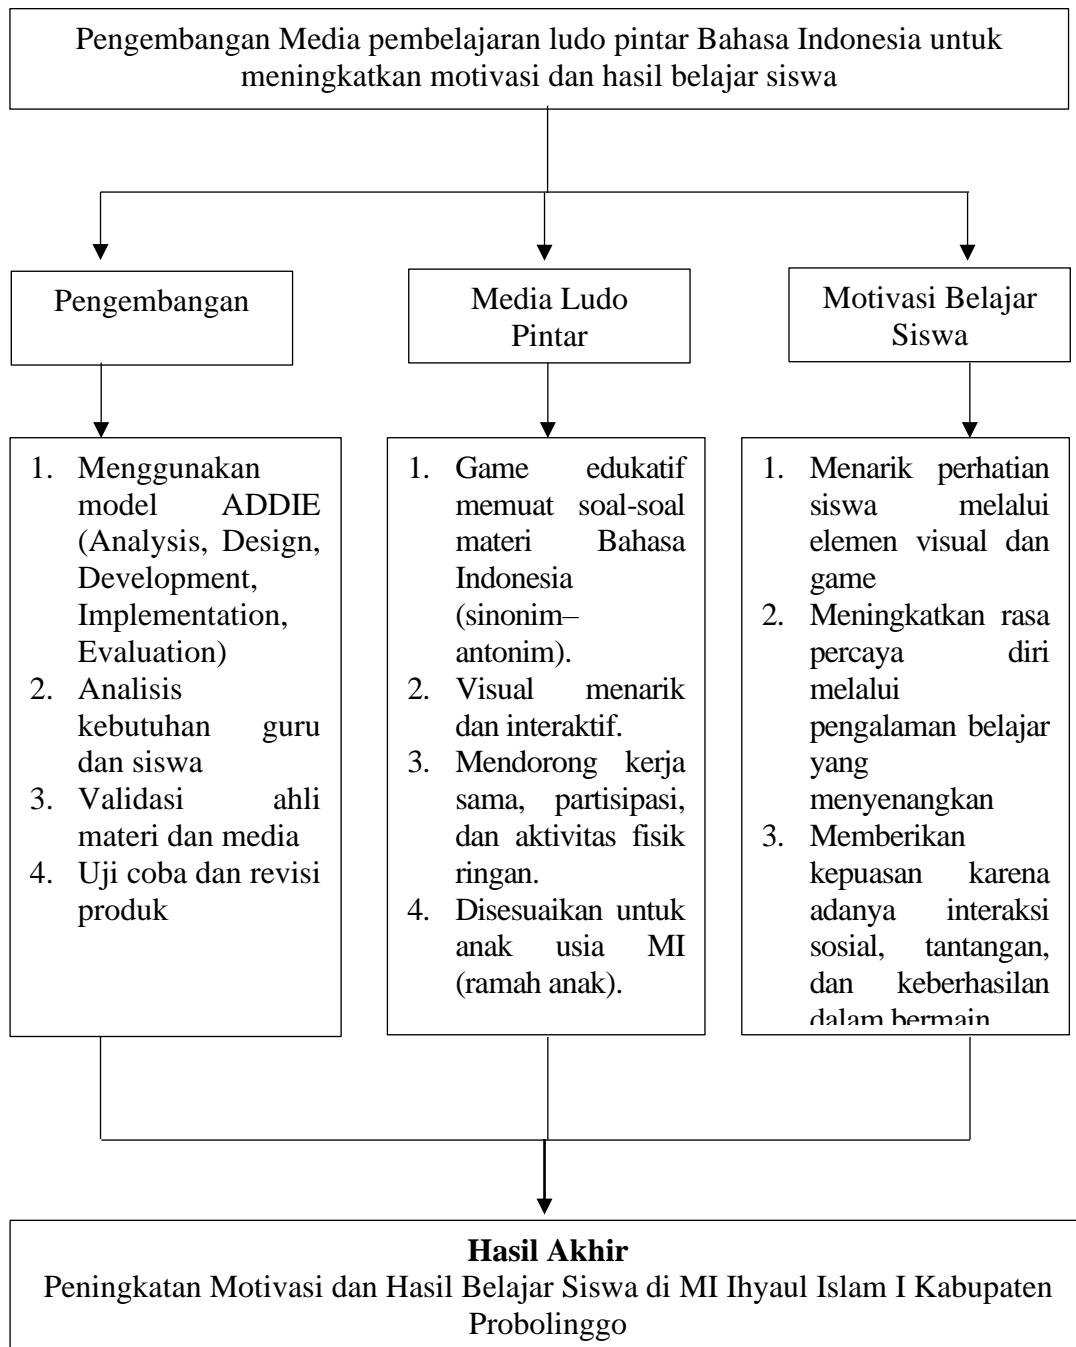 Pengembangan Media pembelajaran ludo pintar Bahasa Indonesia untuk
meningkatkan motivasi dan hasil belajar siswa
Pengembangan
Media Ludo
Pintar
Motivasi Belajar
Siswa
1. Menggunakan
model ADDIE
(Analysis, Design,
Development,
Implementation,
Evaluation)
2. Analisis
kebutuhan guru
dan siswa
3. Validasi ahli
materi dan media
4. Uji coba dan revisi
produk
1. Game edukatif
memuat soal-soal
materi Bahasa
Indonesia
(sinonim–
antonim).
2. Visual menarik
dan interaktif.
3. Mendorong kerja
sama, partisipasi,
dan aktivitas fisik
ringan.
4. Disesuaikan untuk
anak usia MI
(ramah anak).
1. Menarik perhatian
siswa melalui
elemen visual dan
game
2. Meningkatkan rasa
percaya diri
melalui
pengalaman belajar
yang
menyenangkan
3. Memberikan
kepuasan karena
adanya interaksi
sosial, tantangan,
dan keberhasilan
dalam bermain
Hasil Akhir
Peningkatan Motivasi dan Hasil Belajar Siswa di MI Ihyaul Islam I Kabupaten
Probolinggo